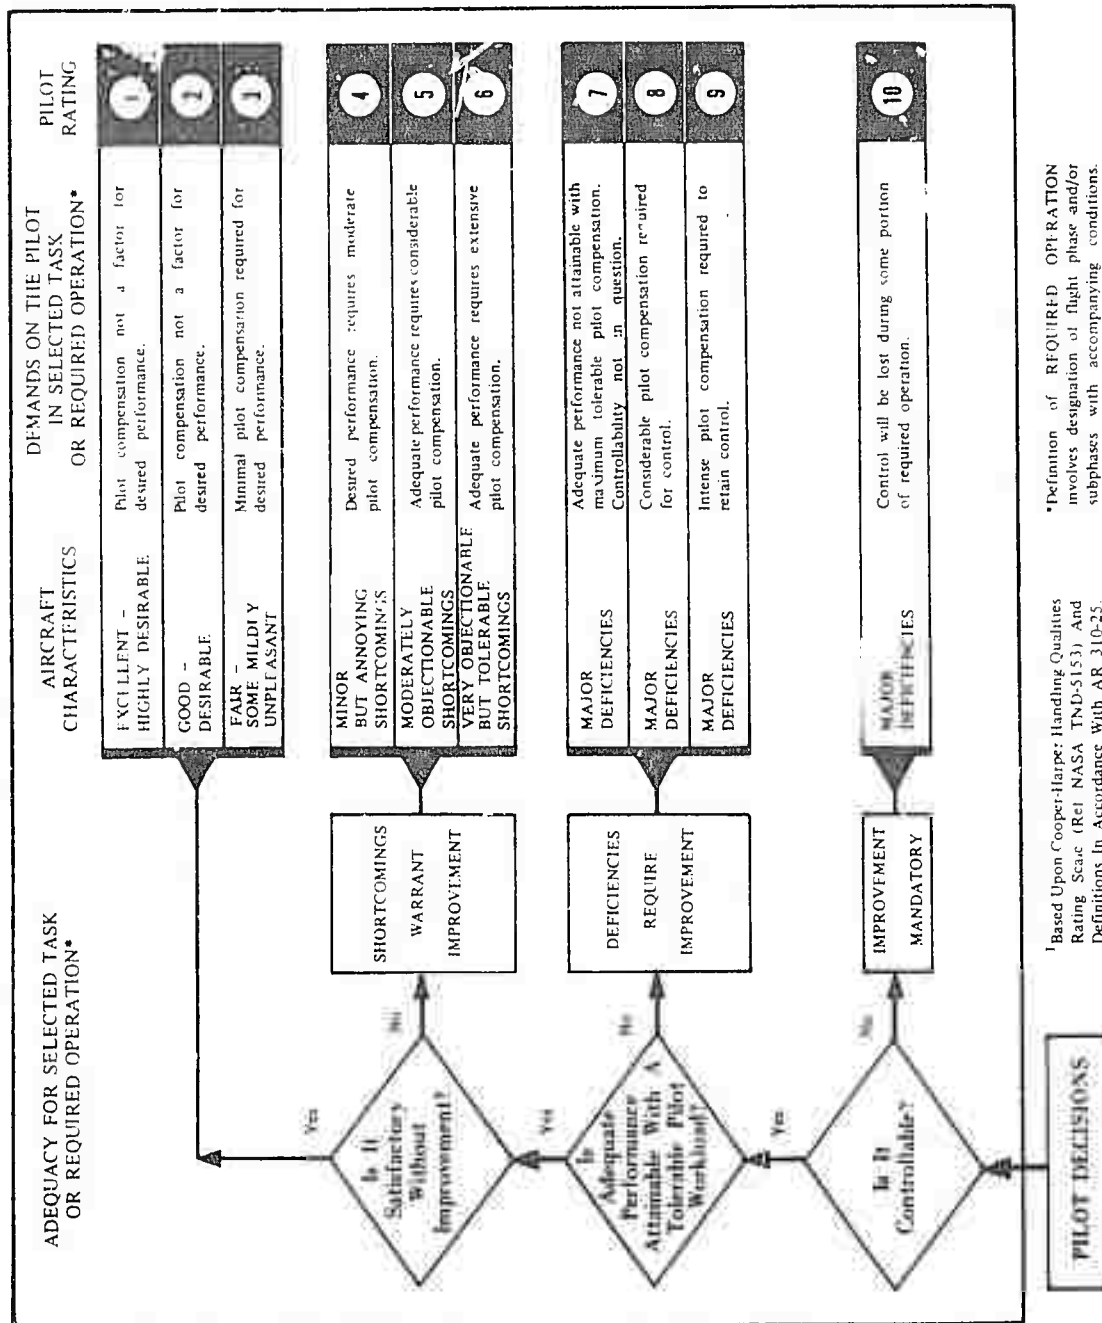 ADEQUACY FOR SELECTED TASK
OR REQUIRED OPERATION*
AIRCRAFT
CHARACTERISTICS
DEMANDS ON THE PILOT
IN SELECTED TASK
OR REQUIRED OPERATION*
PILOT
RATING
EXCELLENT –
HIGHLY DESIRABLE
Pilot compensation not a factor for
desired performance.
1
GOOD –
DESIRABLE
Pilot compensation not a factor for
desired performance.
2
FAIR –
SOME MILDLY
UNPLEASANT
Minimal pilot compensation required for
desired performance.
3
Yes
Is It
Satisfactory
Without
Improvement?
No
SHORTCOMINGS
WARRANT
IMPROVEMENT
MINOR
BUT ANNOYING
SHORTCOMINGS
Desired performance requires moderate
pilot compensation.
4
MODERATELY
OBJECTIONABLE
SHORTCOMINGS
Adequate performance requires considerable
pilot compensation.
5
VERY OBJECTIONABLE
BUT TOLERABLE
SHORTCOMINGS
Adequate performance requires extensive
pilot compensation.
6
Yes
Is
Adequate
Performance
Attainable With A
Tolerable Pilot
Workload?
No
DEFICIENCIES
REQUIRE
IMPROVEMENT
MAJOR
DEFICIENCIES
Adequate performance not attainable with
maximum tolerable pilot compensation.
Controllability not in question.
7
MAJOR
DEFICIENCIES
Considerable pilot compensation required
for control.
8
MAJOR
DEFICIENCIES
Intense pilot compensation required to
retain control.
9
Yes
Is It
Controllable?
No
IMPROVEMENT
MANDATORY
MAJOR
DEFICIENCIES
Control will be lost during some portion
of required operation.
10
PILOT DECISIONS
1 Based Upon Cooper-Harper Handling Qualities
Rating Scale (Ref NASA TND-5153) And
Definitions In Accordance With AR 310-25.
*Definition of REQUIRED OPERATION
involves designation of flight phase and/or
subphases with accompanying conditions.